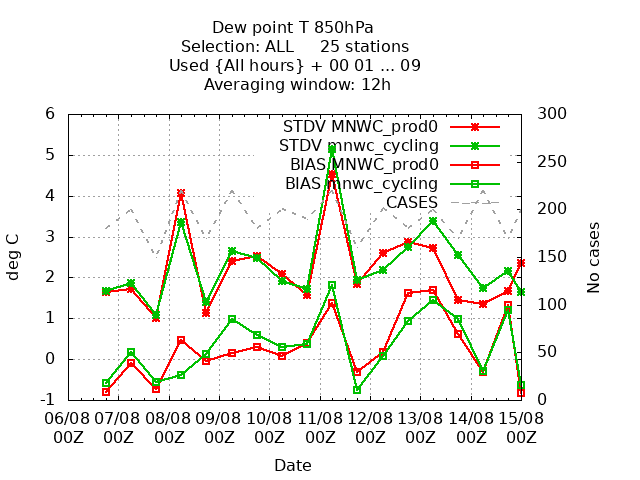 Dew point T 850hPa
Selection: ALL 25 stations
Used {All hours} + 00 01 ... 09
Averaging window: 12h
STDV MNWC_prod0
STDV mnwc_cycling
BIAS MNWC_prod0
BIAS mnwc_cycling
CASES
deg C
6
5
4
3
2
1
0
-1
300
250
200
150
100
50
0
No cases
06/08 07/08 08/08 09/08 10/08 11/08 12/08 13/08 14/08 15/08
00Z 00Z 00Z 00Z 00Z 00Z 00Z 00Z 00Z 00Z
Date